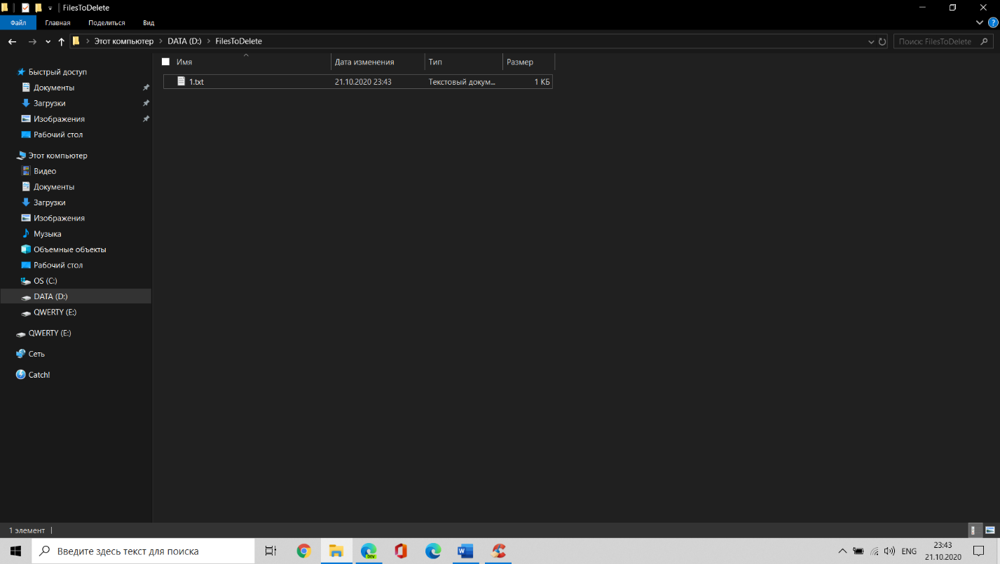 FilesToDelete
Файл Главная Поделиться Вид
Этот компьютер DATA (D:) FilesToDelete Поиск: FilesToDelete
Имя Дата изменения Тип Размер
1.txt 21.10.2020 23:43 Текстовый докум... 1 КБ
Быстрый доступ
Документы
Загрузки
Изображения
Рабочий стол
Этот компьютер
Видео
Документы
Загрузки
Изображения
Музыка
Объемные объекты
Рабочий стол
OS (C:)
DATA (D:)
QWERTY (E:)
QWERTY (E:)
Сеть
Catch!
1 элемент
Введите здесь текст для поиска DEV ENG 23:43
21.10.2020